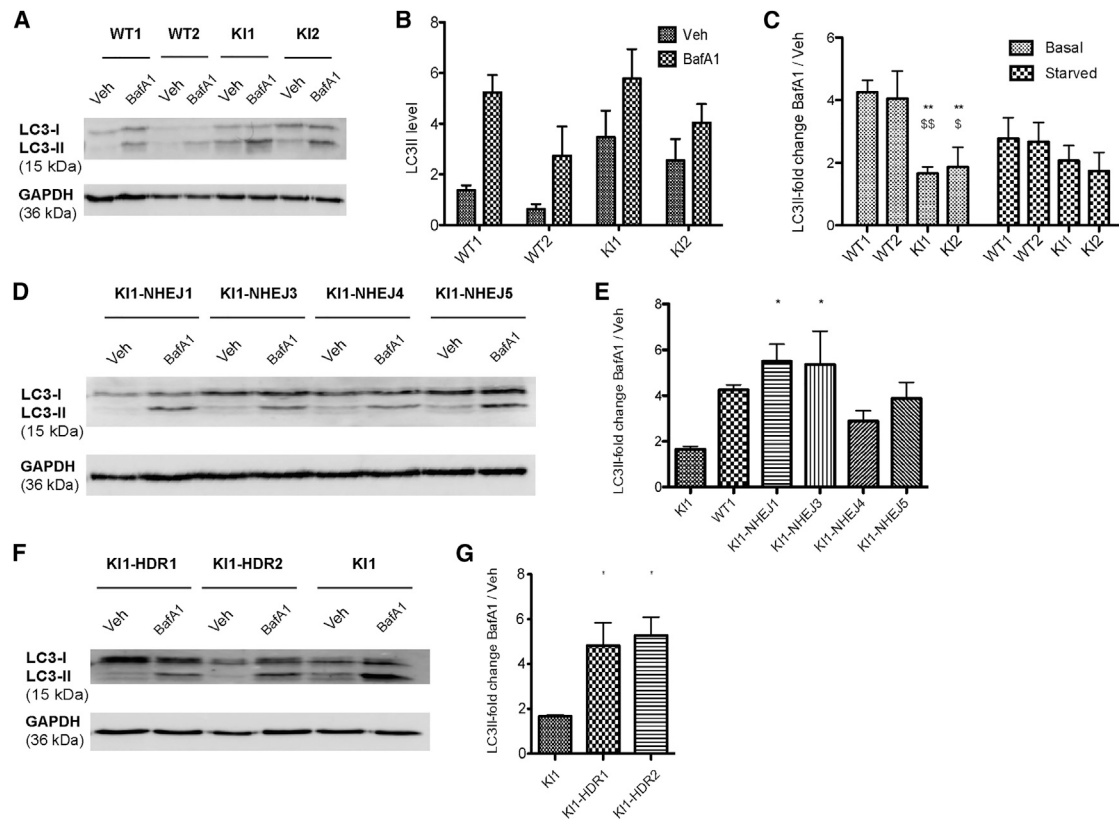 A
WT1 WT2 KI1 KI2
Veh BafA1 Veh BafA1 Veh BafA1 Veh BafA1
LC3-I
LC3-II
(15 kDa)
GAPDH
(36 kDa)
B
LC3II level
8
6
4
2
0
Veh
BafA1
WT1 WT2 KI1 KI2
C
LC3II-fold change BafA1 / Veh
6
4
2
0
Basal
Starved
** **
$$ $
WT1 WT2 KI1 KI2 WT1 WT2 KI1 KI2
D
KI1-NHEJ1 KI1-NHEJ3 KI1-NHEJ4 KI1-NHEJ5
Veh BafA1 Veh BafA1 Veh BafA1 Veh BafA1
LC3-I
LC3-II
(15 kDa)
GAPDH
(36 kDa)
E
LC3II-fold change BafA1 / Veh
8
6
4
2
0
* *
KI1 WT1 KI1-NHEJ1 KI1-NHEJ3 KI1-NHEJ4 KI1-NHEJ5
F
KI1-HDR1 KI1-HDR2 KI1
Veh BafA1 Veh BafA1 Veh BafA1
LC3-I
LC3-II
(15 kDa)
GAPDH
(36 kDa)
G
LC3II-fold change BafA1 / Veh
8
6
4
2
0
KI1 KI1-HDR1 KI1-HDR2